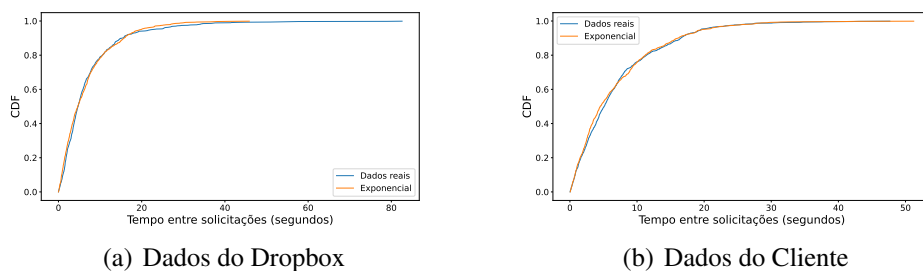 1.0
0.8
0.6
0.4
0.2
0.0
CDF
Dados reais
Exponencial
0 20 40 60 80
Tempo entre solicitações (segundos)
(a) Dados do Dropbox
1.0
0.8
0.6
0.4
0.2
0.0
CDF
Dados reais
Exponencial
0 10 20 30 40 50
Tempo entre solicitações (segundos)
(b) Dados do Cliente